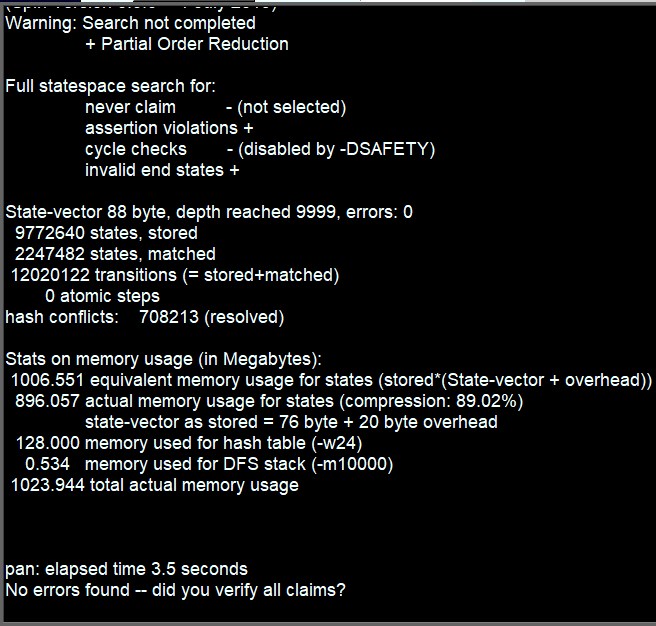 Warning: Search not completed
+ Partial Order Reduction
Full statespace search for:
never claim - (not selected)
assertion violations +
cycle checks - (disabled by -DSAFETY)
invalid end states +
State-vector 88 byte, depth reached 9999, errors: 0
9772640 states, stored
2247482 states, matched
12020122 transitions (= stored+matched)
0 atomic steps
hash conflicts: 708213 (resolved)
Stats on memory usage (in Megabytes):
1006.551 equivalent memory usage for states (stored*(State-vector + overhead))
896.057 actual memory usage for states (compression: 89.02%)
state-vector as stored = 76 byte + 20 byte overhead
128.000 memory used for hash table (-w24)
0.534 memory used for DFS stack (-m10000)
1023.944 total actual memory usage
pan: elapsed time 3.5 seconds
No errors found -- did you verify all claims?